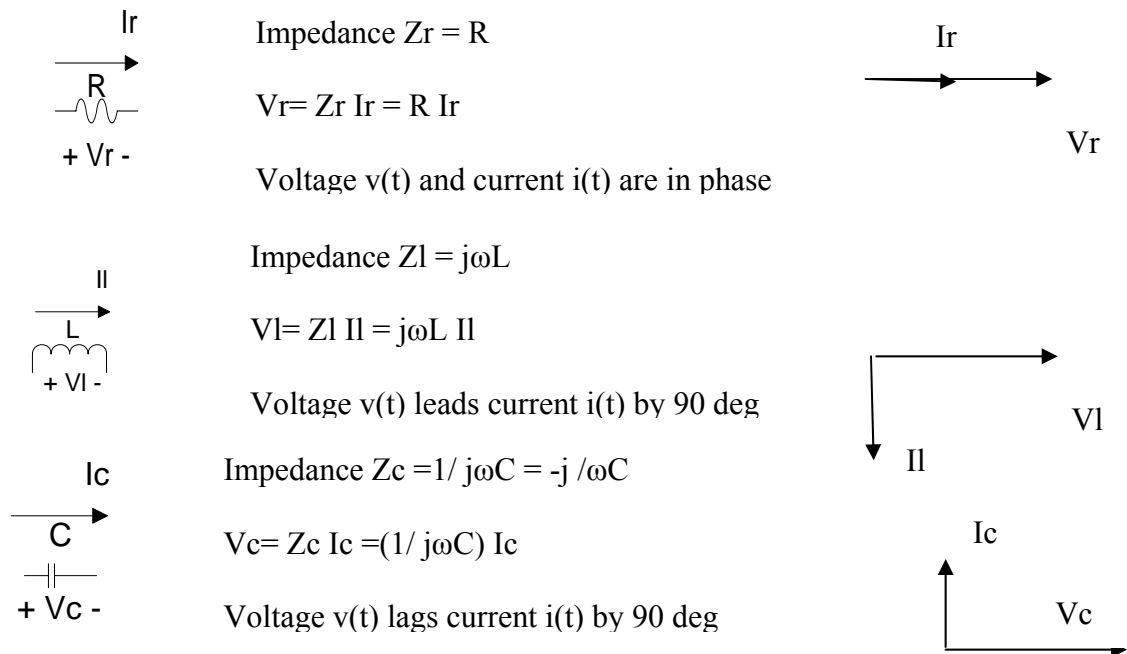 Ir
R
+ Vr -
Impedance Zr = R
Vr= Zr Ir = R Ir
Voltage v(t) and current i(t) are in phase
Ir
Vr
Il
L
+ Vl -
Impedance Zl = jωL
Vl= Zl Il = jωL Il
Voltage v(t) leads current i(t) by 90 deg
Vl
Il
Ic
C
+ Vc -
Impedance Zc =1/ jωC = -j /ωC
Vc= Zc Ic =(1/ jωC) Ic
Voltage v(t) lags current i(t) by 90 deg
Ic
Vc